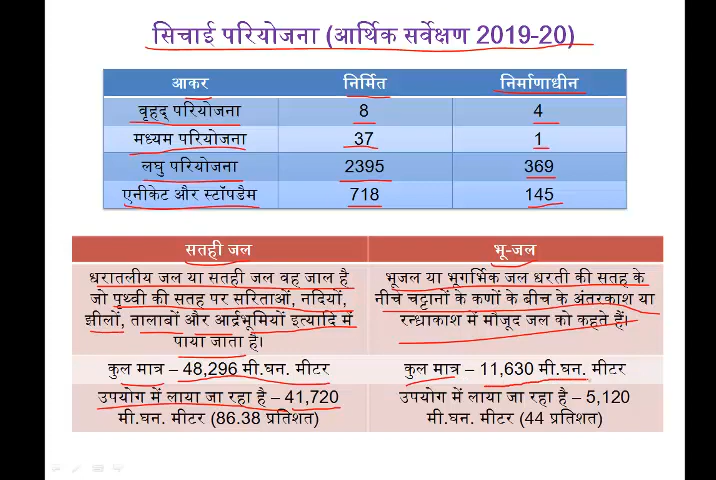 सिचाई परियोजना (आर्थिक सर्वेक्षण 2019-20)
आकर निर्मित निर्माणाधीन
वृहद् परियोजना 8 4
मध्यम परियोजना 37 1
लघु परियोजना 2395 369
एनीकेट और स्टॉपडैम 718 145
सतही जल भू-जल
धरातलीय जल या सतही जल वह जाल है
जो पृथ्वी की सतह पर सरिताओं, नदियों,
झीलों, तालाबों और आर्द्रभूमियों इत्यादि में
पाया जाता है।
भूजल या भूगर्भिक जल धरती की सतह के
नीचे चट्टानों के कणों के बीच के अंतरकाश या
रन्ध्राकाश में मौजूद जल को कहते हैं।
कुल मात्र – 48,296 मी.घन. मीटर
कुल मात्र – 11,630 मी.घन. मीटर
उपयोग में लाया जा रहा है – 41,720
मी.घन. मीटर (86.38 प्रतिशत)
उपयोग में लाया जा रहा है – 5,120
मी.घन. मीटर (44 प्रतिशत)